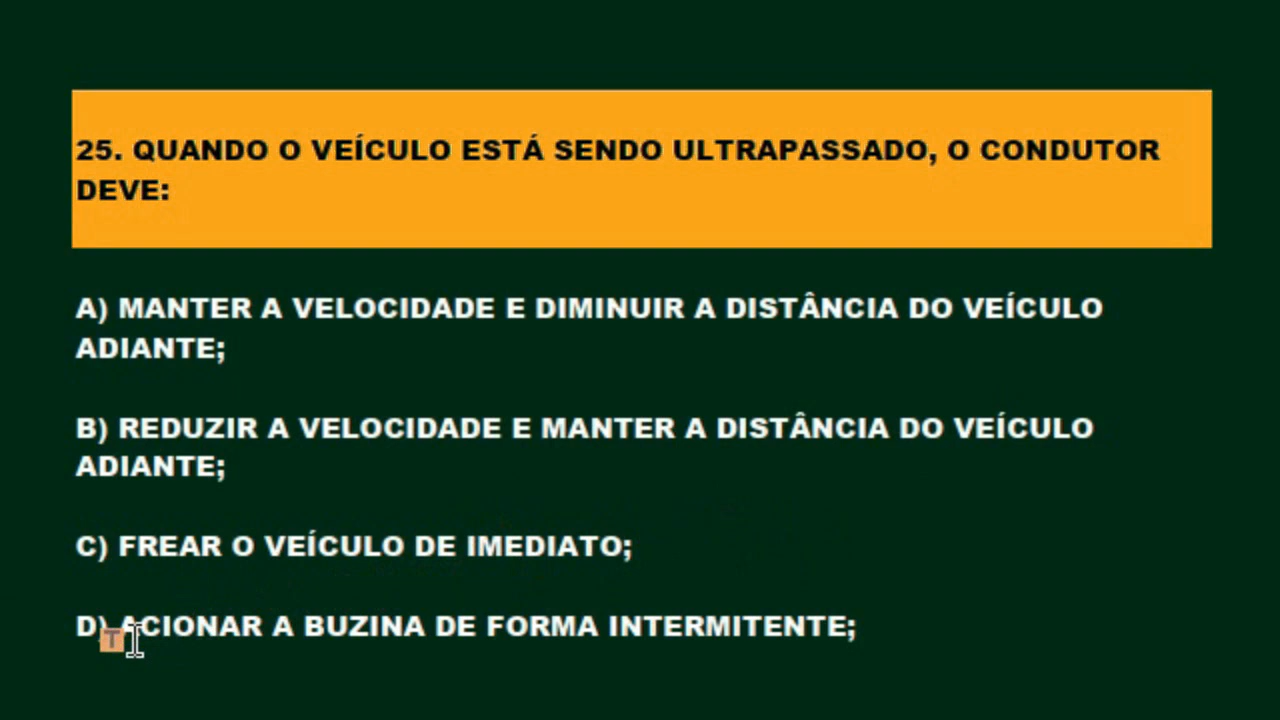 25. QUANDO O VEÍCULO ESTÁ SENDO ULTRAPASSADO, O CONDUTOR
DEVE:
A) MANTER A VELOCIDADE E DIMINUIR A DISTÂNCIA DO VEÍCULO
ADIANTE;
B) REDUZIR A VELOCIDADE E MANTER A DISTÂNCIA DO VEÍCULO
ADIANTE;
C) FREAR O VEÍCULO DE IMEDIATO;
D) ACIONAR A BUZINA DE FORMA INTERMITENTE;
T